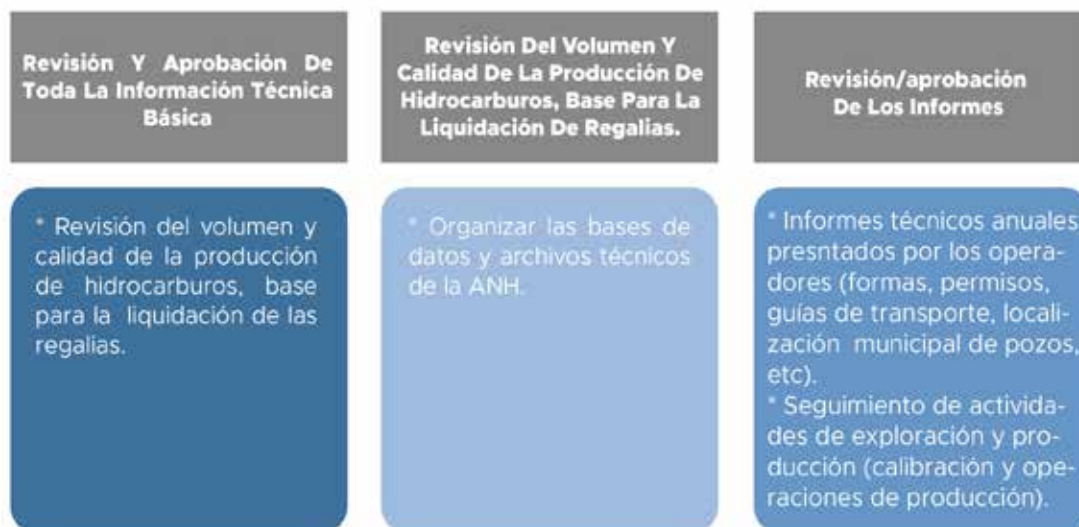 Revisión Y Aprobación De
Toda La Información Técnica
Básica
* Revisión del volumen y
calidad de la producción
de hidrocarburos, base
para la liquidación de las
regalias.
Revisión Del Volumen Y
Calidad De La Producción De
Hidrocarburos, Base Para La
Liquidación De Regalias.
* Organizar las bases de
datos y archivos técnicos
de la ANH.
Revisión/aprobación
De Los Informes
* Informes técnicos anuales
presntados por los opera-
dores (formas, permisos,
guías de transporte, locali-
zación municipal de pozos,
etc).
* Seguimiento de activida-
des de exploración y pro-
ducción (calibración y ope-
raciones de producción).